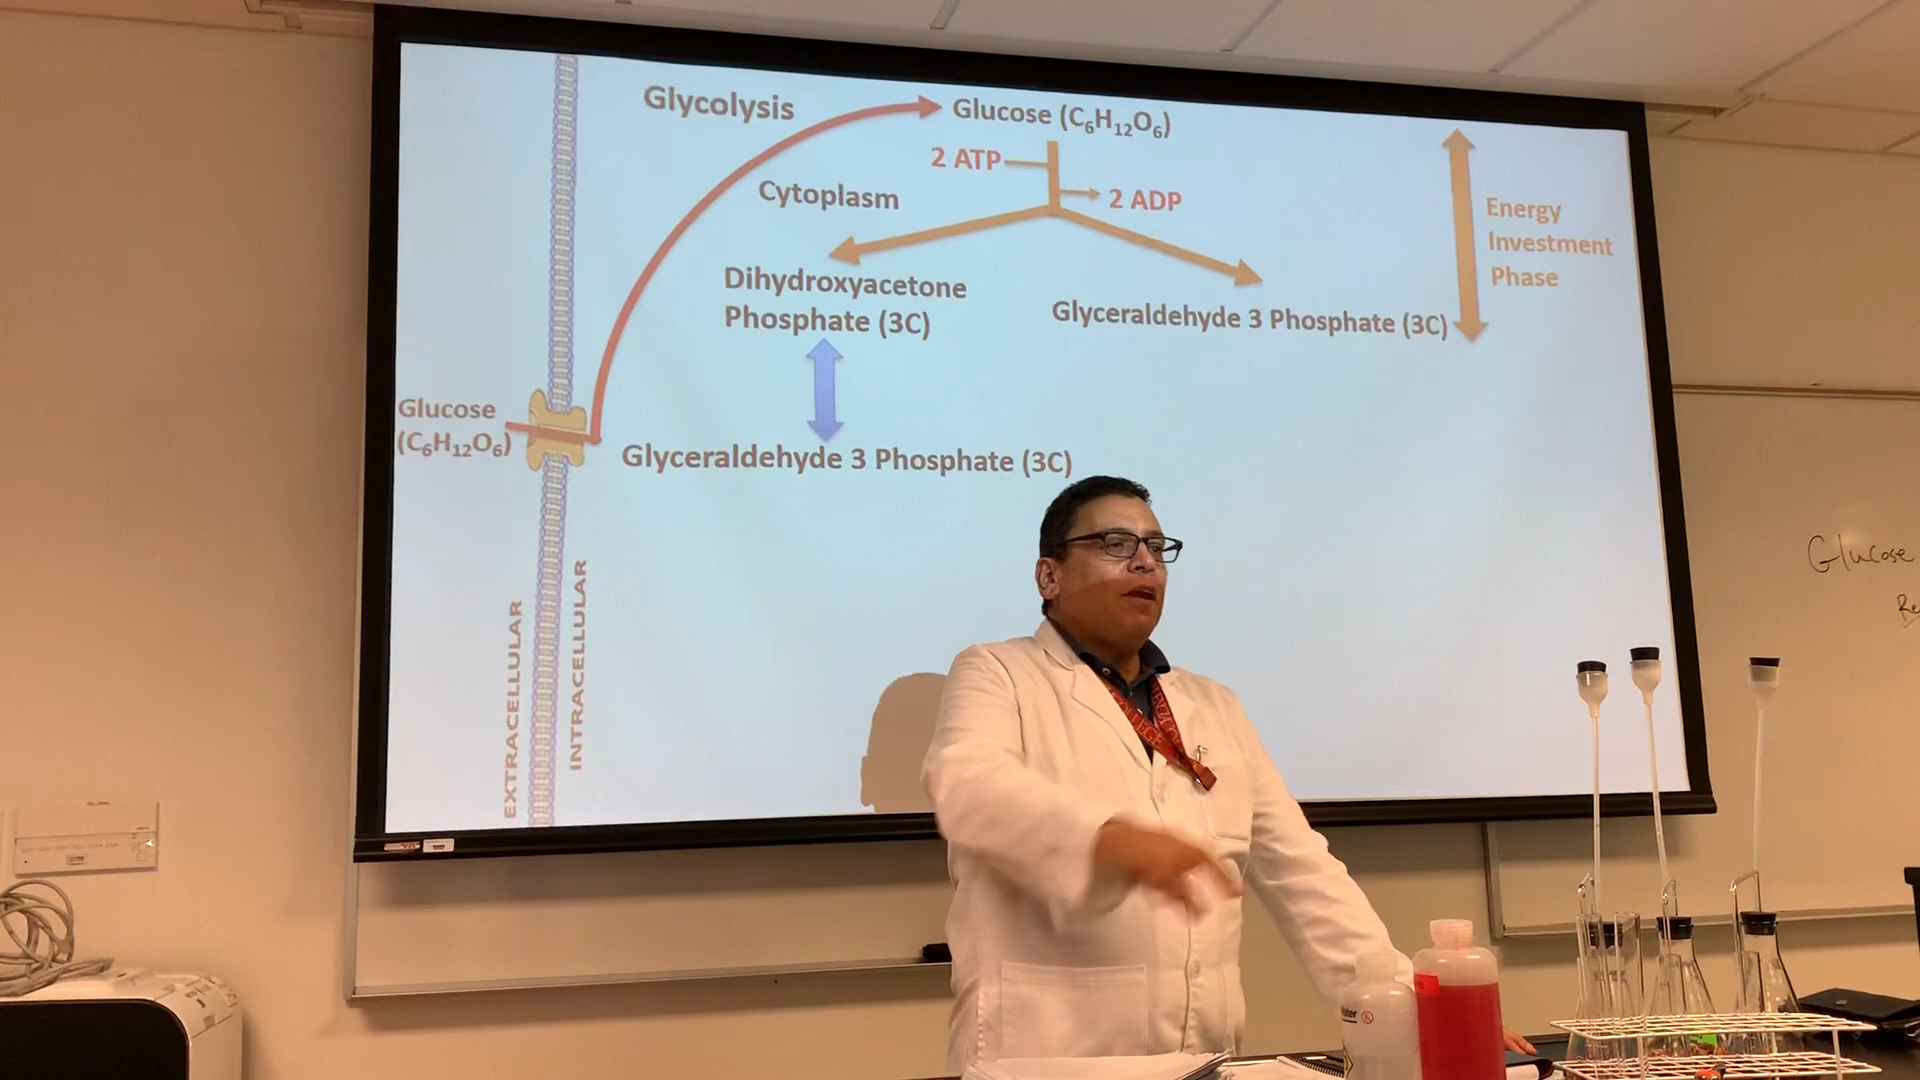 Glycolysis
Glucose (C₆H₁₂O₆)
2 ATP
2 ADP
Cytoplasm
Energy
Investment
Phase
Dihydroxyacetone
Phosphate (3C)
Glyceraldehyde 3 Phosphate (3C)
Glucose
(C₆H₁₂O₆)
Glyceraldehyde 3 Phosphate (3C)
EXTRACELLULAR
INTRACELLULAR
Glucose
COLLEGE